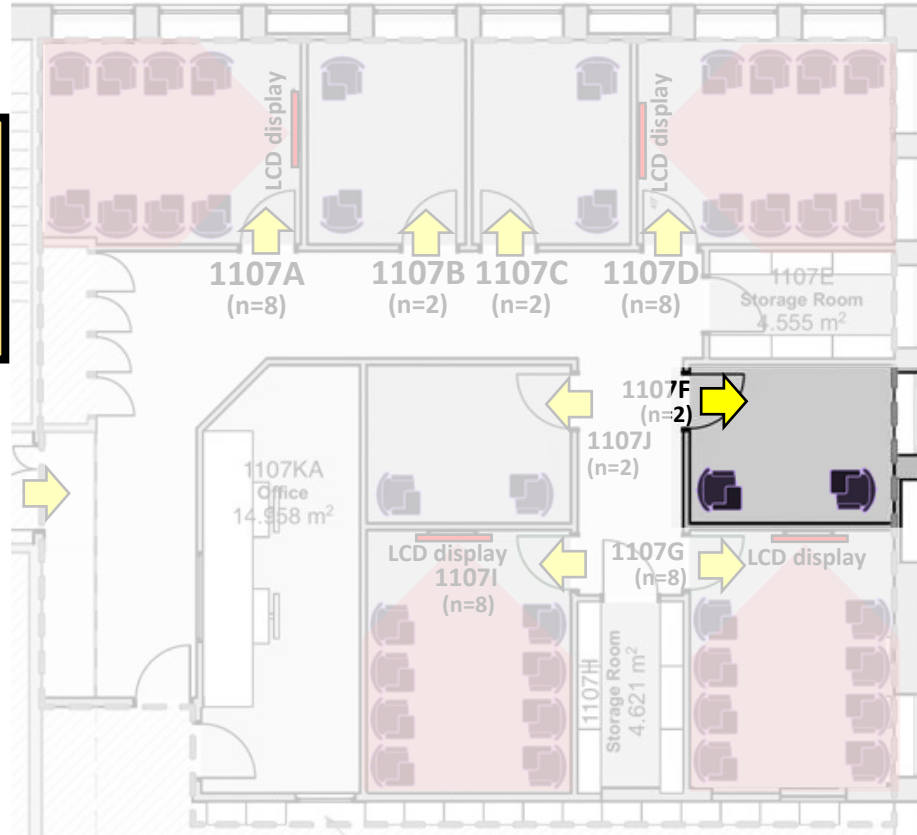 LCD display
LCD display
1107A
(n=8)
1107B
(n=2)
1107C
(n=2)
1107D
(n=8)
1107E
Storage Room
4.555 m²
1107F
(n=2)
1107J
(n=2)
1107KA
Office
14.958 m²
LCD display
1107I
(n=8)
1107G
(n=8)
LCD display
1107H
Storage Room
4.621 m²